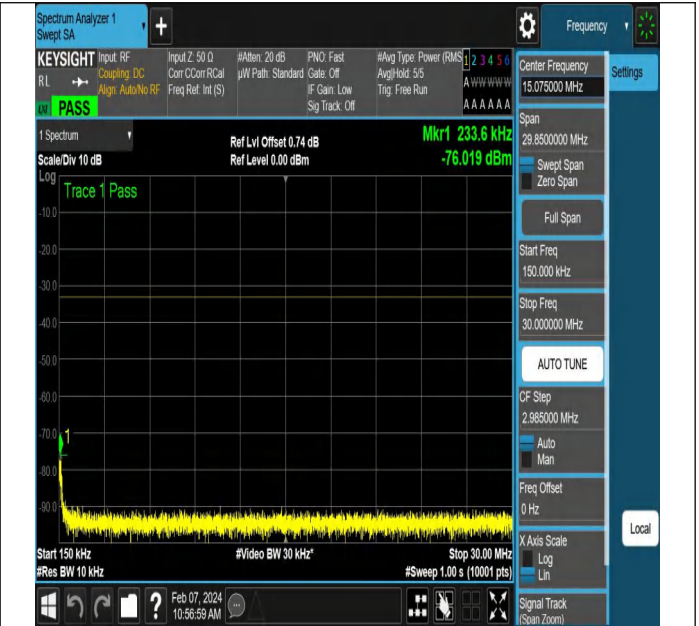 Spectrum Analyzer 1
Swept SA
+
Frequency
KEYSIGHT
RL
PASS
Input: RF
Coupling: DC
Align: Auto/No RF
Input Z: 50 Ω
Corr CCorr RCal
Freq Ref: Int (S)
#Atten: 20 dB
µW Path: Standard
PNO: Fast
Gate: Off
IF Gain: Low
Sig Track: Off
#Avg Type: Power (RMS
Avg|Hold: 5/5
Trig: Free Run
1 2 3 4 5 6
A W W W W W
A A A A A A
1 Spectrum
Scale/Div 10 dB
Ref Lvl Offset 0.74 dB
Ref Level 0.00 dBm
Mkr1 233.6 kHz
-76.019 dBm
Log
Trace 1 Pass
-10.0
-20.0
-30.0
-40.0
-50.0
-60.0
-70.0
1
-80.0
-90.0
Start 150 kHz
#Video BW 30 kHz*
Stop 30.00 MHz
#Res BW 10 kHz
#Sweep 1.00 s (10001 pts)
?
Feb 07, 2024
10:56:59 AM
Center Frequency
15.075000 MHz
Settings
Span
29.8500000 MHz
Swept Span
Zero Span
Full Span
Start Freq
150.000 kHz
Stop Freq
30.000000 MHz
AUTO TUNE
CF Step
2.985000 MHz
Auto
Man
Freq Offset
0 Hz
X Axis Scale
Log
Lin
Local
Signal Track
(Span Zoom)